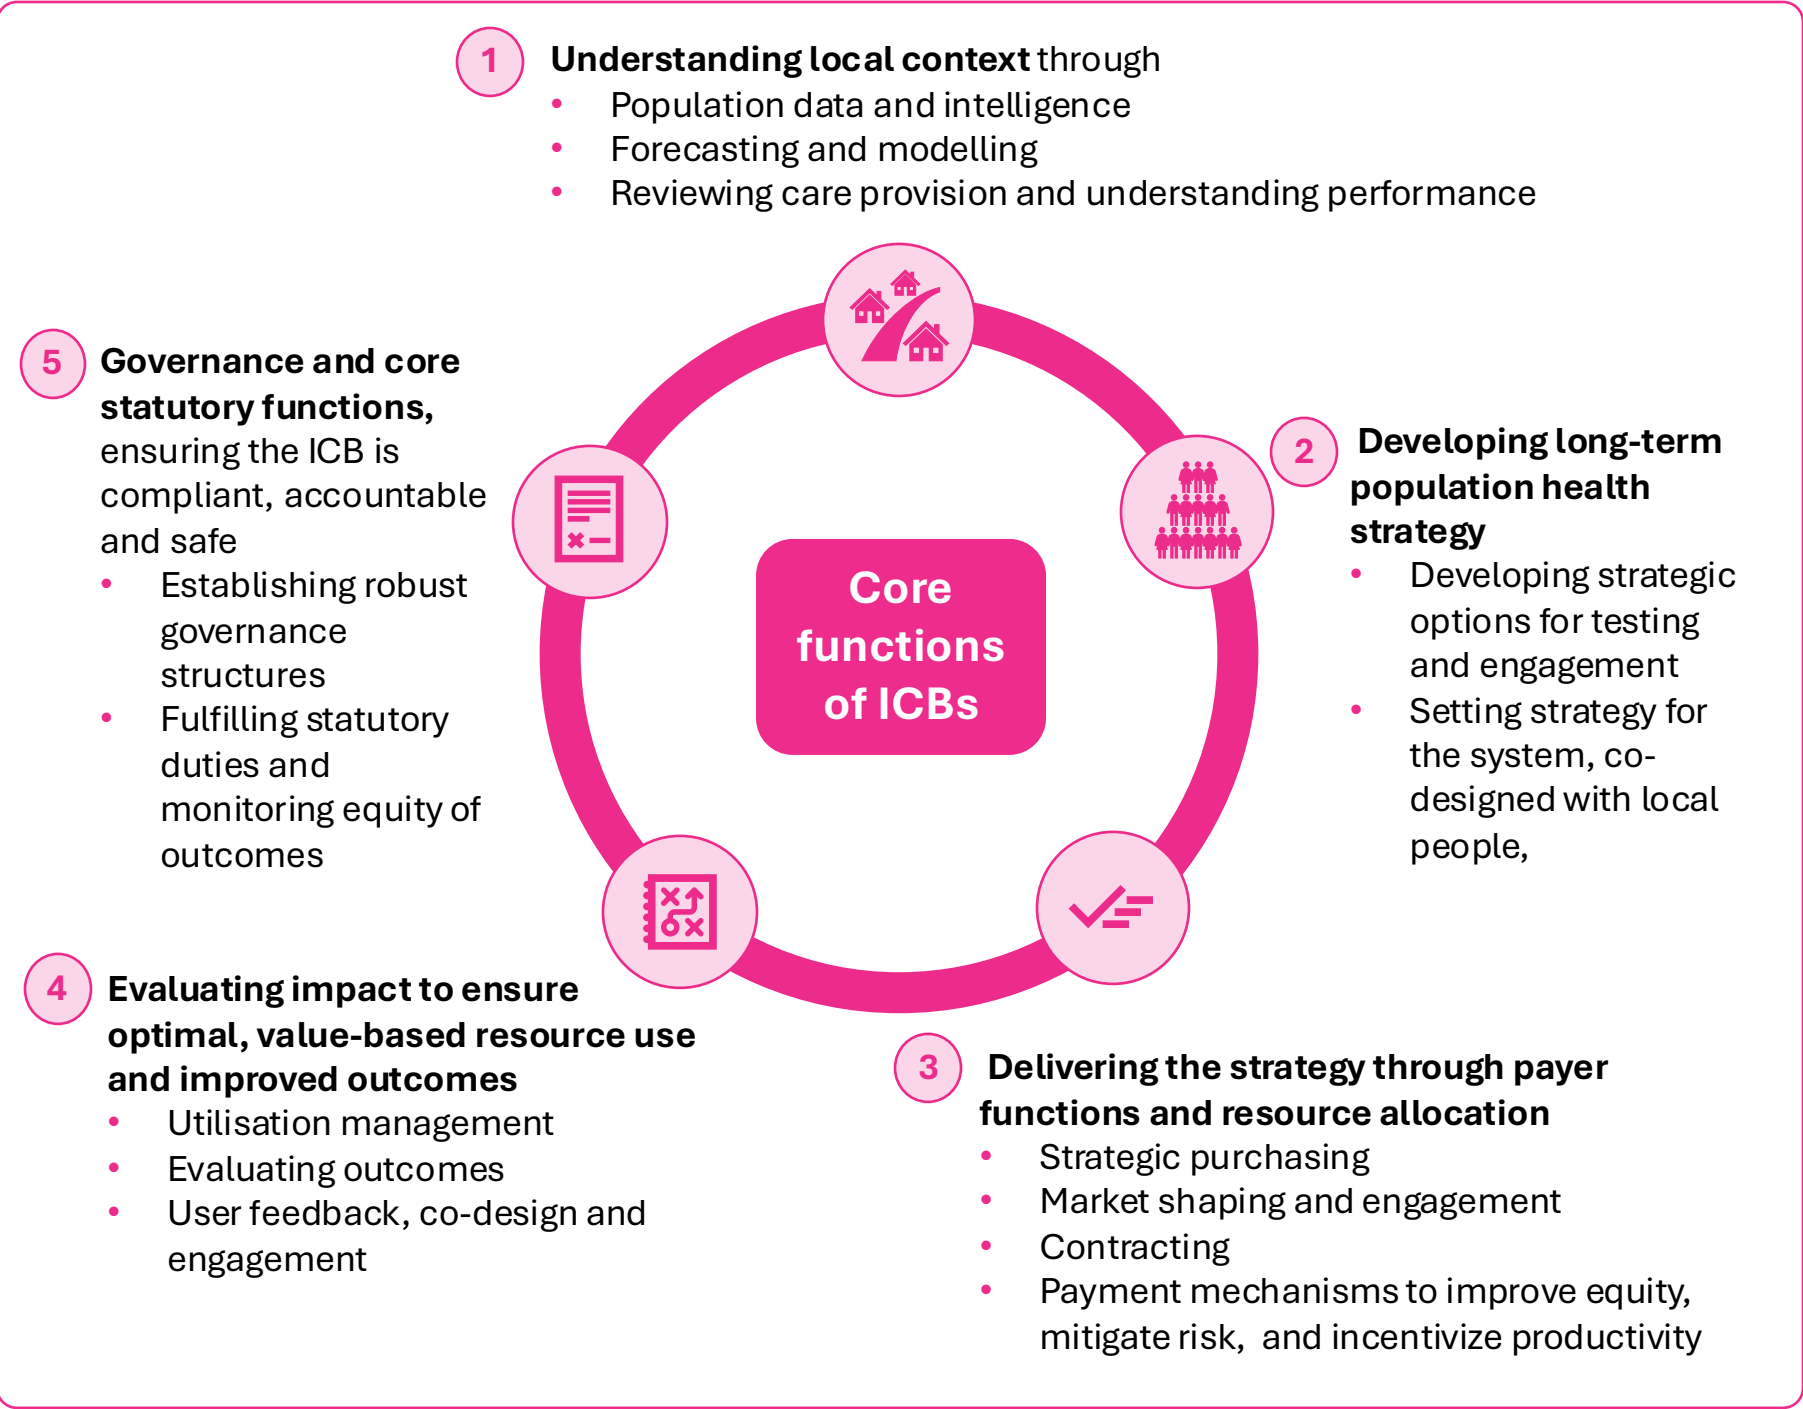 1
Understanding local context through
• Population data and intelligence
• Forecasting and modelling
• Reviewing care provision and understanding performance
2
Developing long-term
population health
strategy
• Developing strategic
options for testing
and engagement
• Setting strategy for
the system, co-
designed with local
people,
3
Delivering the strategy through payer
functions and resource allocation
• Strategic purchasing
• Market shaping and engagement
• Contracting
• Payment mechanisms to improve equity,
mitigate risk, and incentivize productivity
4
Evaluating impact to ensure
optimal, value-based resource use
and improved outcomes
• Utilisation management
• Evaluating outcomes
• User feedback, co-design and
engagement
5
Governance and core
statutory functions,
ensuring the ICB is
compliant, accountable
and safe
• Establishing robust
governance
structures
• Fulfilling statutory
duties and
monitoring equity of
outcomes
Core
functions
of ICBs